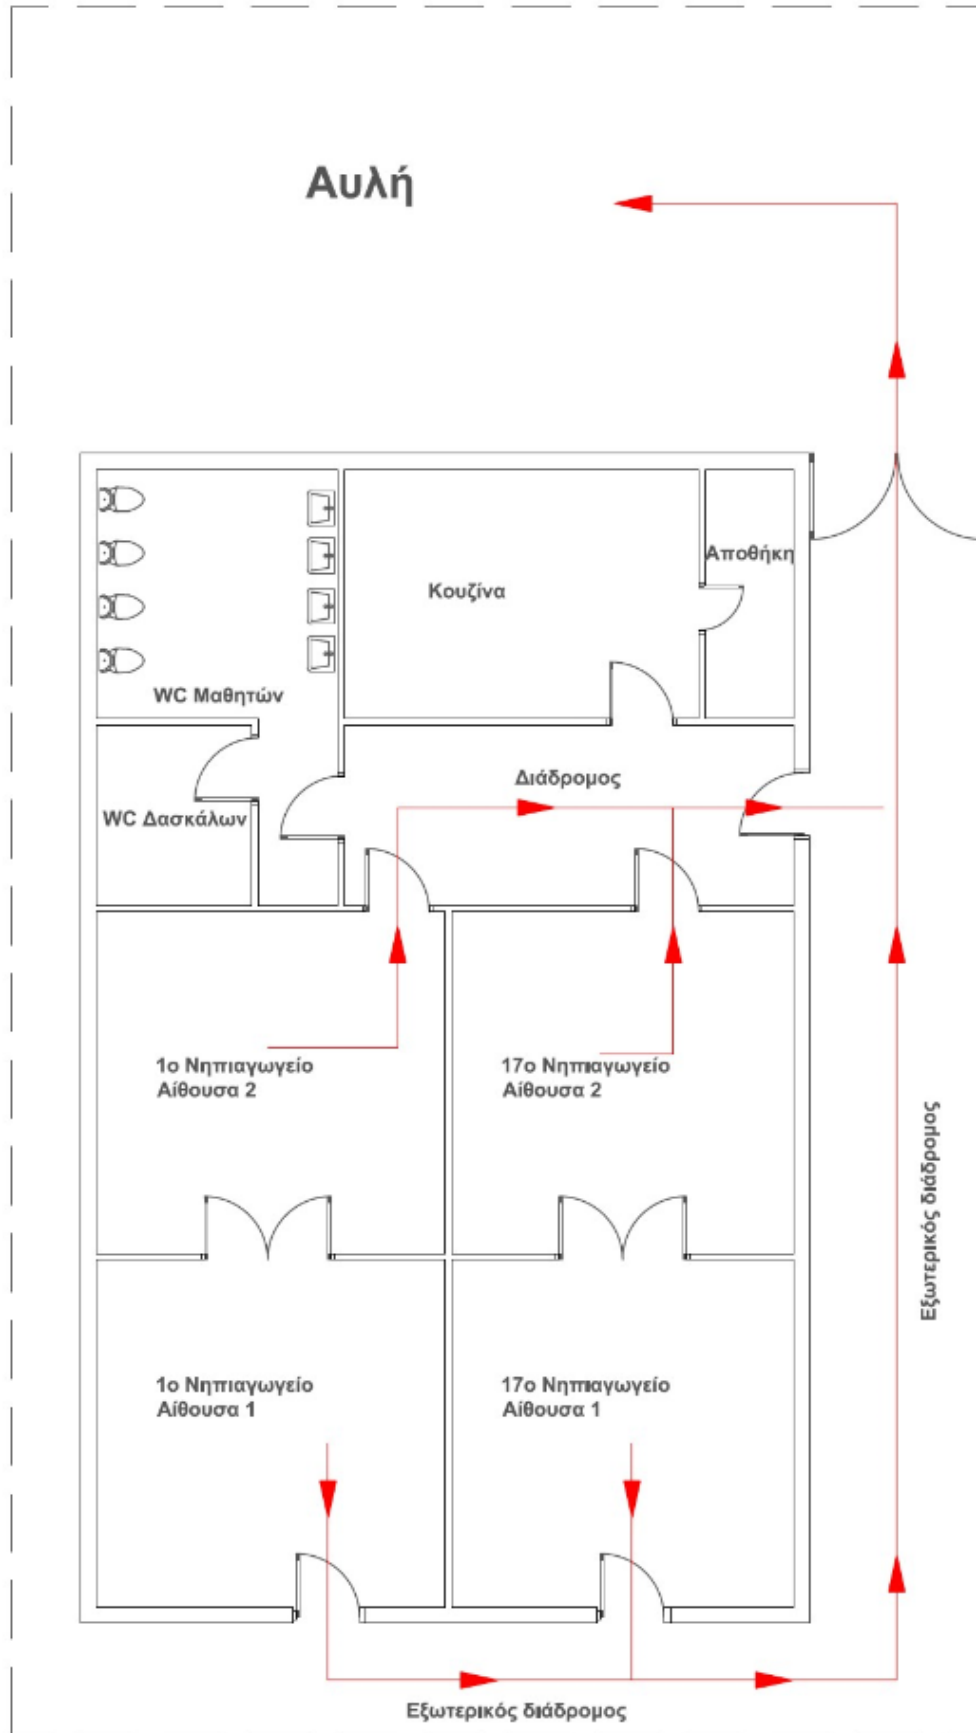 Αυλή
Αποθήκη
Κουζίνα
WC Μαθητών
Διάδρομος
WC Δασκάλων
1ο Νηπιαγωγείο
Αίθουσα 2
17ο Νηπιαγωγείο
Αίθουσα 2
Εξωτερικός διάδρομος
1ο Νηπιαγωγείο
Αίθουσα 1
17ο Νηπιαγωγείο
Αίθουσα 1
Εξωτερικός διάδρομος